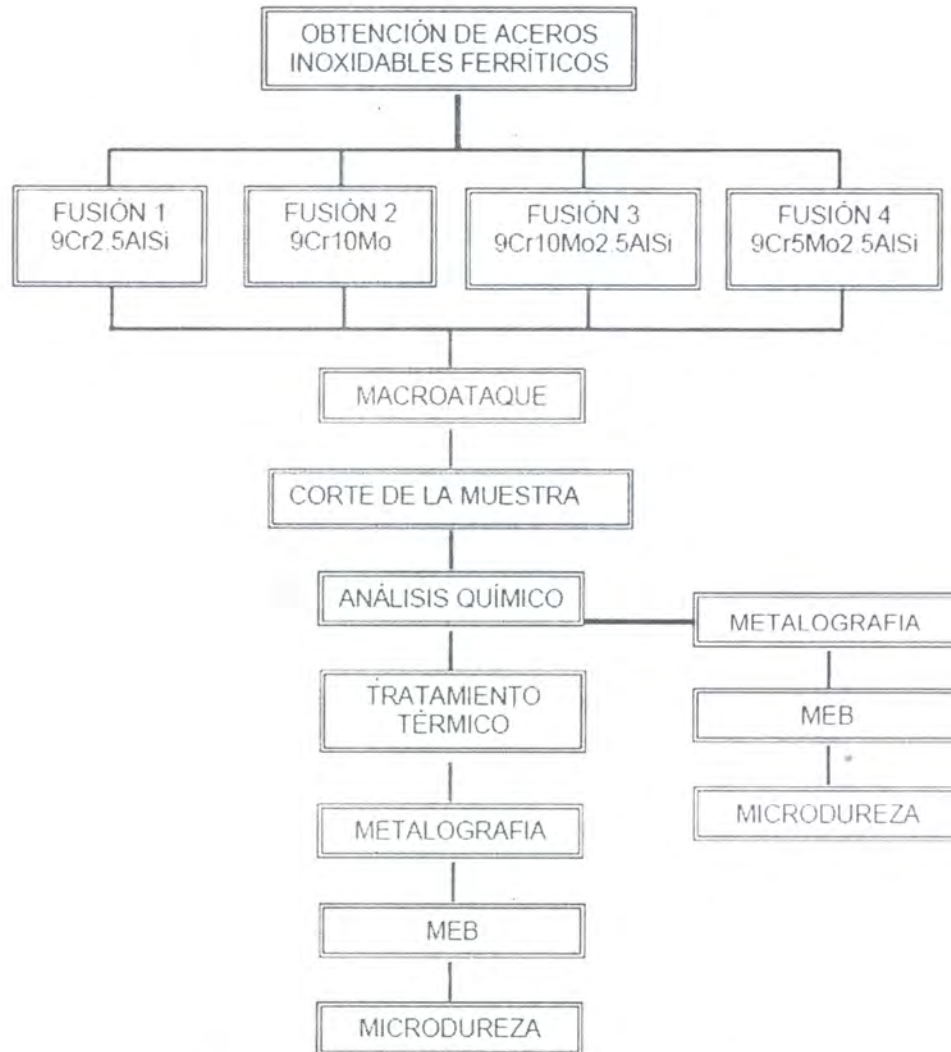 OBTENCIÓN DE ACEROS
INOXIDABLES FERRÍTICOS
FUSIÓN 1
9Cr2.5AlSi
FUSIÓN 2
9Cr10Mo
FUSIÓN 3
9Cr10Mo2.5AlSi
FUSIÓN 4
9Cr5Mo2.5AlSi
MACROATAQUE
CORTE DE LA MUESTRA
ANÁLISIS QUÍMICO
TRATAMIENTO
TÉRMICO
METALOGRAFIA
MEB
MICRODUREZA
METALOGRAFIA
MEB
MICRODUREZA